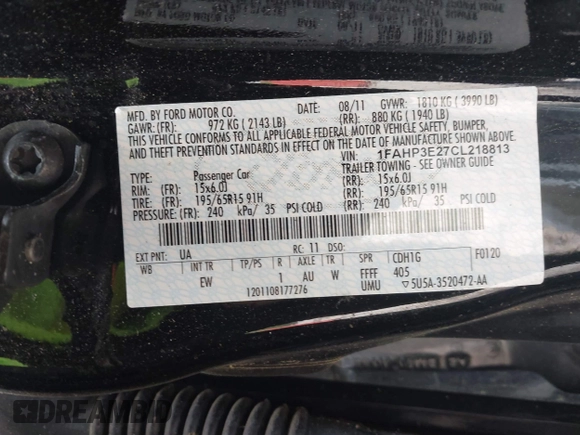 MFD. BY FORD MOTOR CO.
DATE: 08/11 GVWR: 1810 KG ( 3990 LB)
GAWR: (FR): 972 KG ( 2143 LB) (RR): 880 KG ( 1940 LB)
THIS VEHICLE CONFORMS TO ALL APPLICABLE FEDERAL MOTOR VEHICLE SAFETY, BUMPER,
AND THEFT PREVENTION STANDARDS IN EFFECT ON THE DATE OF MANUFACTURE SHOWN ABOVE.
VIN: 1FAHP3E27CL218813
TYPE: Passenger Car TRAILER TOWING - SEE OWNER GUIDE
RIM: (FR): 15x6.0J (RR): 15x6.0J
TIRE: (FR): 195/65R15 91H (RR): 195/65R15 91H
PRESSURE: (FR): 240 kPa/ 35 PSI COLD (RR): 240 kPa/ 35 PSI COLD
EXT PNT: UA RC: 11 DSO: F0120
WB INT TR TP/PS R AXLE TR SPR CDH1G
EW 1 AU W FFFF 405
1201108177276 UMU 5U5A-3520472-AA
DREAMBID